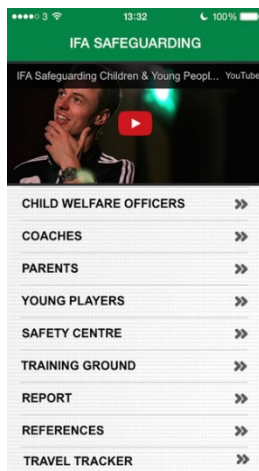 3 13:32 100%
IFA SAFEGUARDING
IFA Safeguarding Children & Young Peopl... YouTube
CHILD WELFARE OFFICERS
COACHES
PARENTS
YOUNG PLAYERS
SAFETY CENTRE
TRAINING GROUND
REPORT
REFERENCES
TRAVEL TRACKER